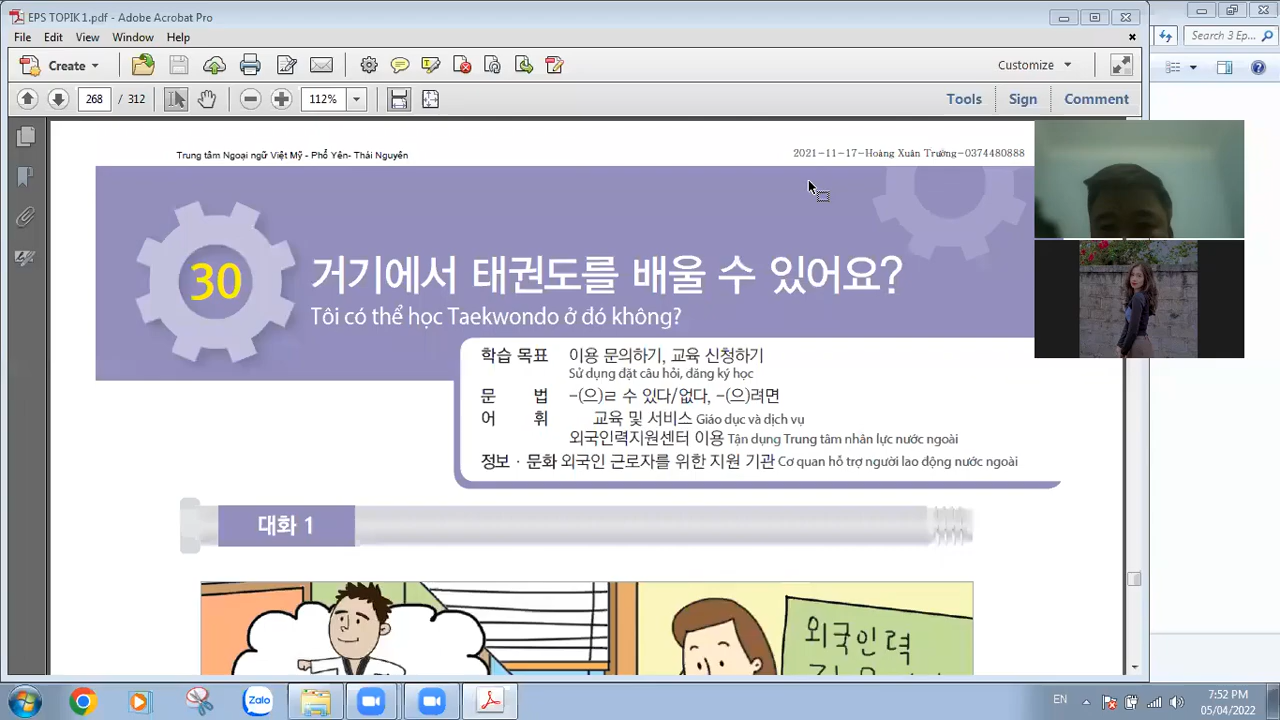 EPS TOPIK 1.pdf - Adobe Acrobat Pro
File Edit View Window Help
Search 3 Ep...
Create
Customize
268 / 312
112%
Tools Sign Comment
Trung tâm Ngoại ngữ Việt Mỹ - Phổ Yên- Thái Nguyên
2021-11-17-Hoàng Xuân Trường-0374480888
30
거기에서 태권도를 배울 수 있어요?
Tôi có thể học Taekwondo ở đó không?
학습 목표 이용 문의하기, 교육 신청하기
Sử dụng đặt câu hỏi, đăng ký học
문 법 -(으)ㄹ 수 있다/없다, -(으)려면
어 휘 교육 및 서비스 Giáo dục và dịch vụ
외국인력지원센터 이용 Tận dụng Trung tâm nhân lực nước ngoài
정보 · 문화 외국인 근로자를 위한 지원 기관 Cơ quan hỗ trợ người lao động nước ngoài
대화 1
외국인력
Zalo
EN
7:52 PM
05/04/2022